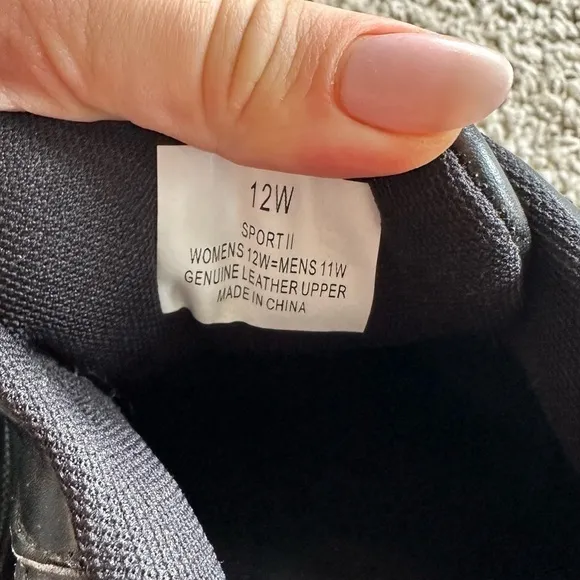 12W
SPORT II
WOMENS 12W=MENS 11W
GENUINE LEATHER UPPER
MADE IN CHINA